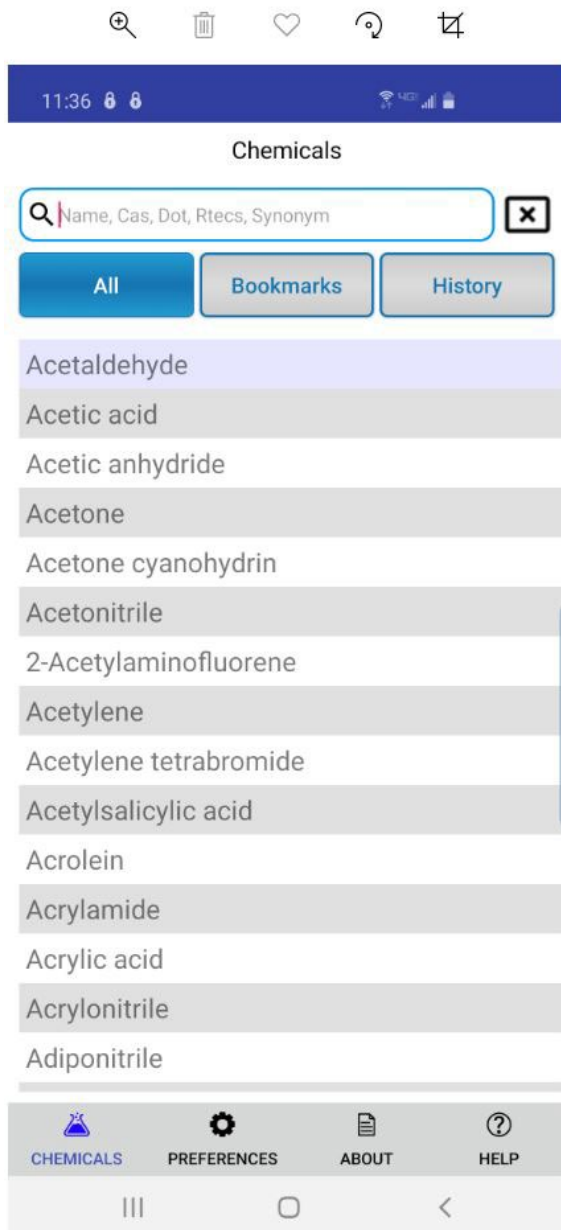 11:36
4GE
Chemicals
Name, Cas, Dot, Rtecs, Synonym
All Bookmarks History
Acetaldehyde
Acetic acid
Acetic anhydride
Acetone
Acetone cyanohydrin
Acetonitrile
2-Acetylaminofluorene
Acetylene
Acetylene tetrabromide
Acetylsalicylic acid
Acrolein
Acrylamide
Acrylic acid
Acrylonitrile
Adiponitrile
CHEMICALS PREFERENCES ABOUT HELP